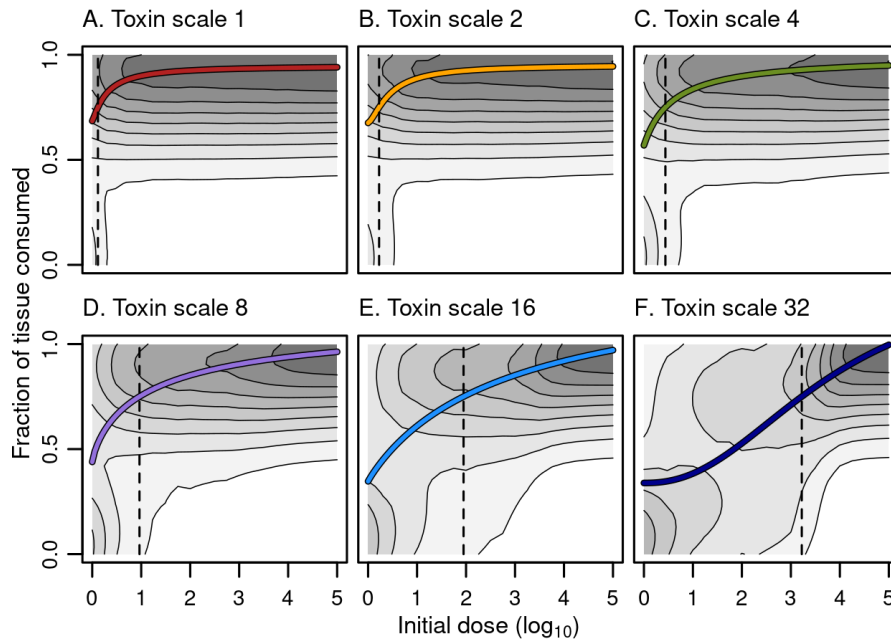 A. Toxin scale 1
B. Toxin scale 2
C. Toxin scale 4
1.0
0.5
0.0
D. Toxin scale 8
E. Toxin scale 16
F. Toxin scale 32
1.0
0.5
0.0
0 1 2 3 4 5
0 1 2 3 4 5
0 1 2 3 4 5
Fraction of tissue consumed
Initial dose (log₁₀)